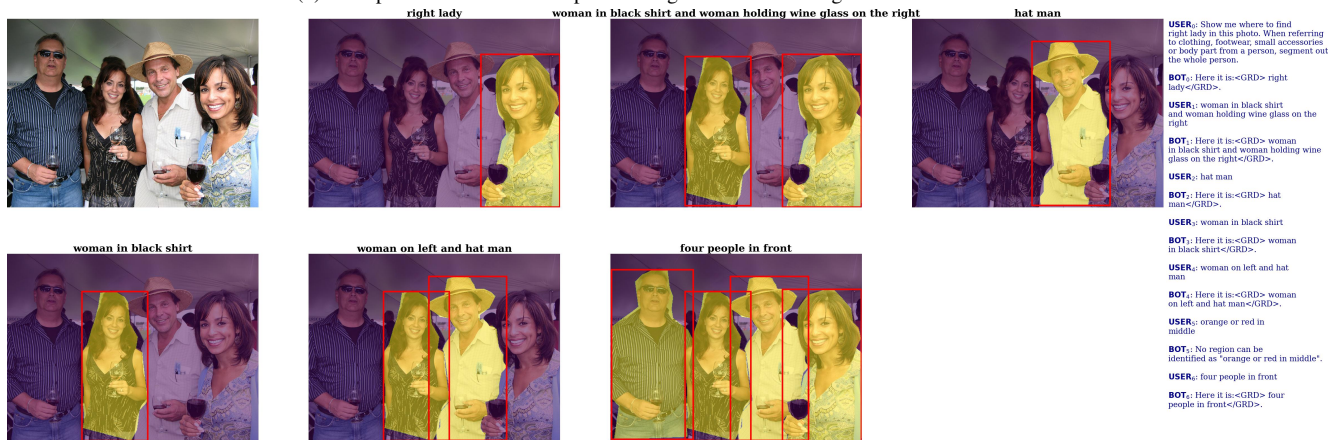 right lady
woman in black shirt and woman holding wine glass on the right
hat man
woman in black shirt
woman on left and hat man
four people in front
USER0: Show me where to find
right lady in this photo. When referring
to clothing, footwear, small accessories
or body part from a person, segment out
the whole person.
BOT0: Here it is:<GRD> right
lady</GRD>.
USER1: woman in black shirt
and woman holding wine glass on the
right
BOT1: Here it is:<GRD> woman
in black shirt and woman holding wine
glass on the right</GRD>.
USER2: hat man
BOT2: Here it is:<GRD> hat
man</GRD>.
USER3: woman in black shirt
BOT3: Here it is:<GRD> woman
in black shirt</GRD>.
USER4: woman on left and hat
man
BOT4: Here it is:<GRD> woman
on left and hat man</GRD>.
USER5: orange or red in
middle
BOT5: No region can be
identified as "orange or red in middle".
USER6: four people in front
BOT6: Here it is:<GRD> four
people in front</GRD>.